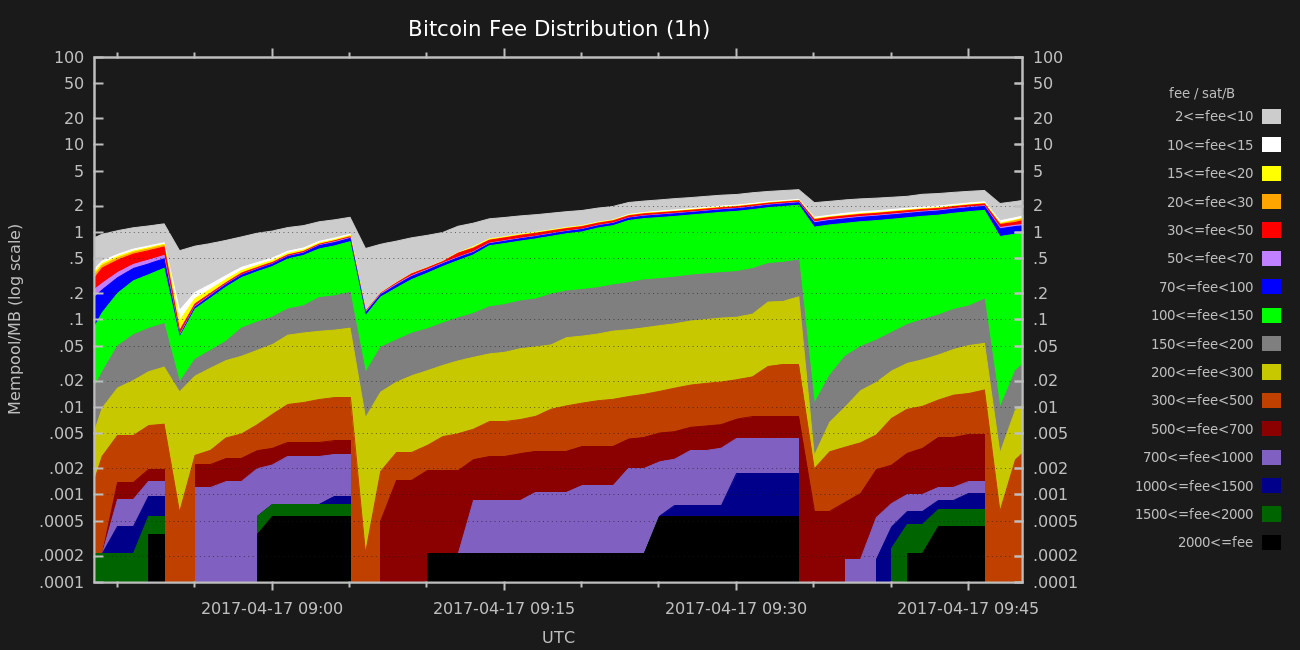 Bitcoin Fee Distribution (1h)
100
50
20
10
5
2
1
.5
.2
.1
.05
.02
.01
.005
.002
.001
.0005
.0002
.0001
Mempool/MB (log scale)
100
50
20
10
5
2
1
.5
.2
.1
.05
.02
.01
.005
.002
.001
.0005
.0002
.0001
2017-04-17 09:00
2017-04-17 09:15
2017-04-17 09:30
2017-04-17 09:45
UTC
fee / sat/B
2<=fee<10
10<=fee<15
15<=fee<20
20<=fee<30
30<=fee<50
50<=fee<70
70<=fee<100
100<=fee<150
150<=fee<200
200<=fee<300
300<=fee<500
500<=fee<700
700<=fee<1000
1000<=fee<1500
1500<=fee<2000
2000<=fee